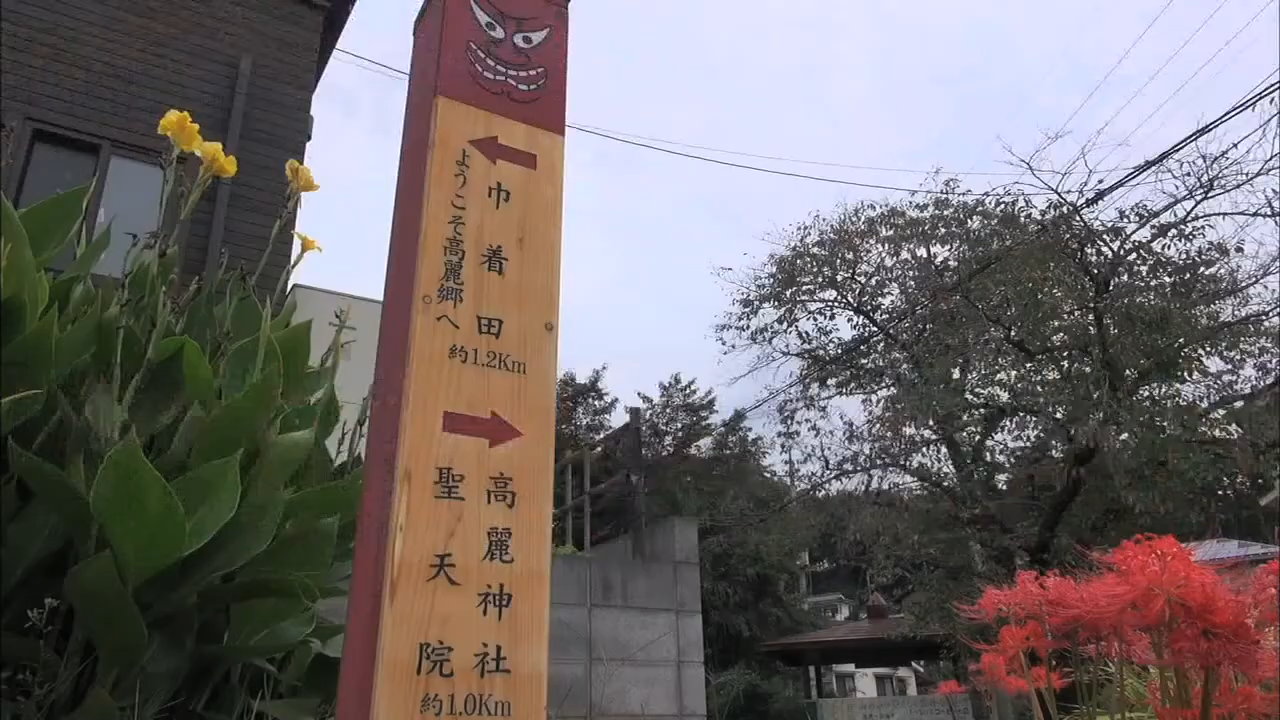 巾着田
ようこそ高麗郷へ
約1.2Km
高麗神社
聖天院
約1.0Km